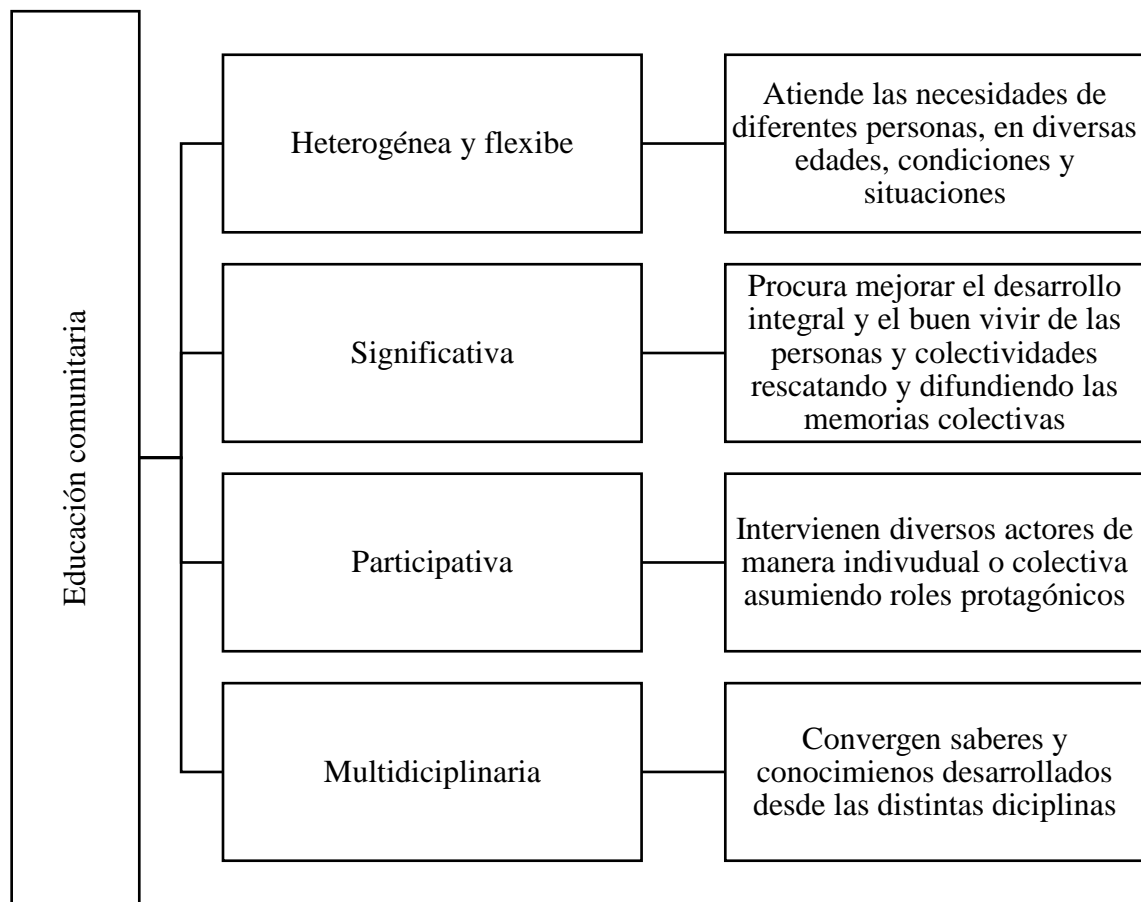 Educación comunitaria
Heterogénea y flexibe
Atiende las necesidades de
diferentes personas, en diversas
edades, condiciones y
situaciones
Significativa
Procura mejorar el desarrollo
integral y el buen vivir de las
personas y colectividades
rescatando y difundiendo las
memorias colectivas
Participativa
Intervienen diversos actores de
manera indivudual o colectiva
asumiendo roles protagónicos
Multidiciplinaria
Convergen saberes y
conocimienos desarrollados
desde las distintas diciplinas